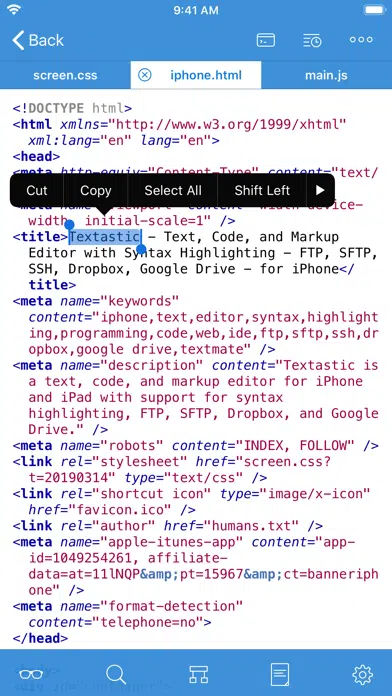 9:41 AM
Back
screen.css
iphone.html
main.js
<!DOCTYPE html>
<html xmlns="http://www.w3.org/1999/xhtml"
xml:lang="en" lang="en">
<head>
<meta http-equiv="Content-Type" content="text/
Cut Copy Select All Shift Left ▶
<meta name="viewport" content="width=device-
width, initial-scale=1" />
<title>Textastic – Text, Code, and Markup
Editor with Syntax Highlighting – FTP, SFTP,
SSH, Dropbox, Google Drive – for iPhone</
title>
<meta name="keywords"
content="iphone,text,editor,syntax,highlight
ing,programming,code,web,ide,ftp,sftp,ssh,dr
opbox,google drive,textmate" />
<meta name="description" content="Textastic is
a text, code, and markup editor for iPhone
and iPad with support for syntax
highlighting, FTP, SFTP, Dropbox, and Google
Drive." />
<meta name="robots" content="INDEX, FOLLOW" />
<link rel="stylesheet" href="screen.css?
t=20190314" type="text/css" />
<link rel="shortcut icon" type="image/x-icon"
href="favicon.ico" />
<link rel="author" href="humans.txt" />
<meta name="apple-itunes-app" content="app-
id=1049254261, affiliate-
data=at=11lNQP&amp;pt=15967&amp;ct=banneriph
one" />
<meta name="format-detection"
content="telephone=no">
</head>